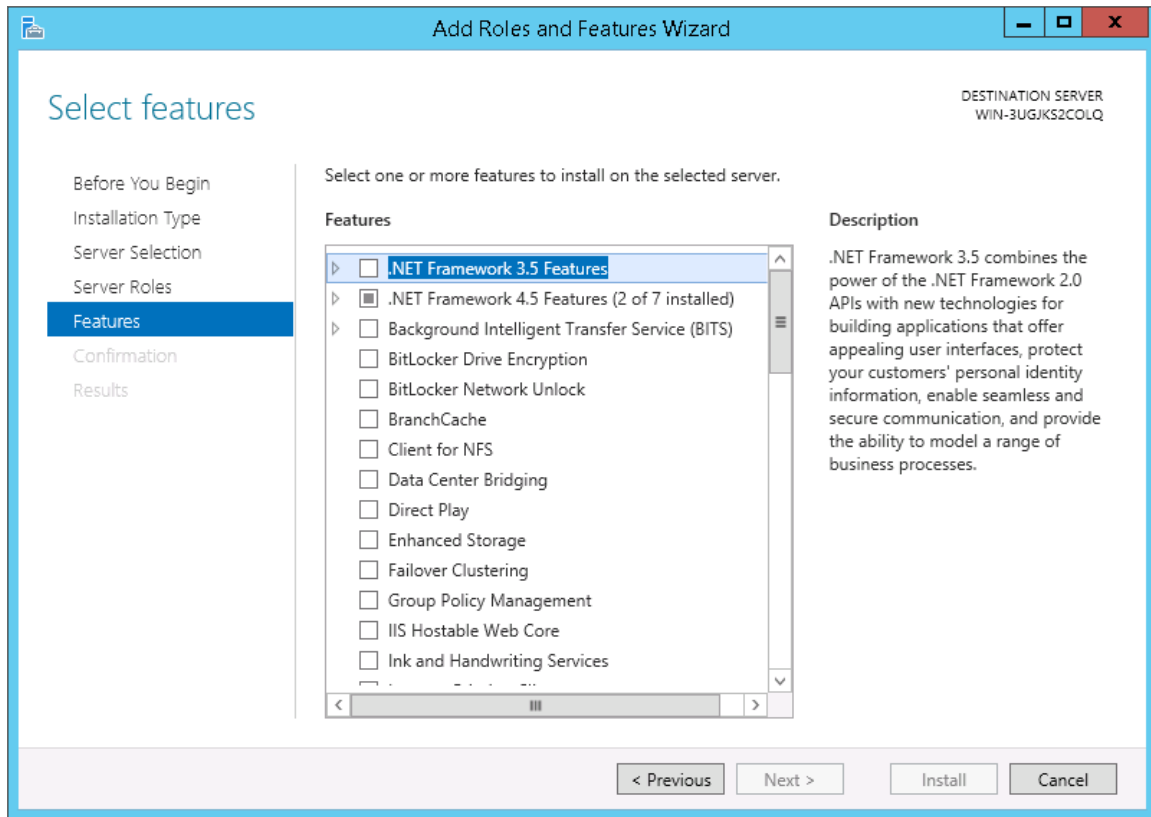 Add Roles and Features Wizard
Select features
DESTINATION SERVER
WIN-3UGJKS2COLQ
Before You Begin
Installation Type
Server Selection
Server Roles
Features
Confirmation
Results
Select one or more features to install on the selected server.
Features
.NET Framework 3.5 Features
.NET Framework 4.5 Features (2 of 7 installed)
Background Intelligent Transfer Service (BITS)
BitLocker Drive Encryption
BitLocker Network Unlock
BranchCache
Client for NFS
Data Center Bridging
Direct Play
Enhanced Storage
Failover Clustering
Group Policy Management
IIS Hostable Web Core
Ink and Handwriting Services
Description
.NET Framework 3.5 combines the
power of the .NET Framework 2.0
APIs with new technologies for
building applications that offer
appealing user interfaces, protect
your customers' personal identity
information, enable seamless and
secure communication, and provide
the ability to model a range of
business processes.
< Previous
Next >
Install
Cancel